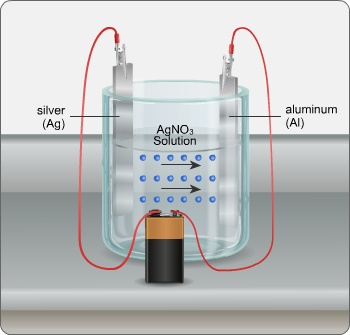 silver
(Ag)
AgNO₃
Solution
aluminum
(Al)